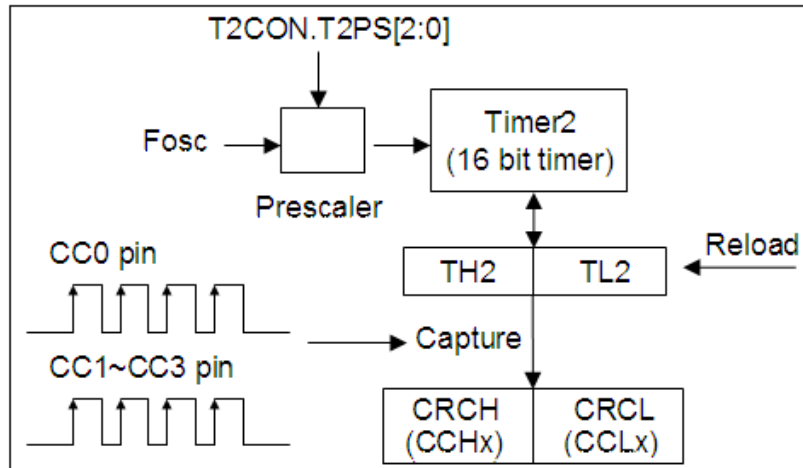 T2CON.T2PS[2:0]
Fosc
Prescaler
Timer2
(16 bit timer)
Reload
TH2
TL2
CC0 pin
Capture
CC1~CC3 pin
CRCH
(CCHx)
CRCL
(CCLx)